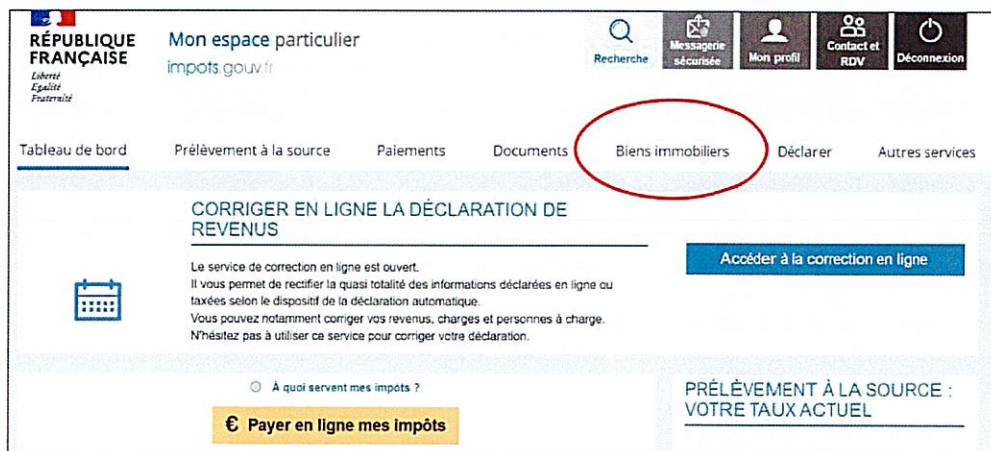 RÉPUBLIQUE
FRANÇAISE
Liberté
Egalité
Fraternité
Mon espace particulier
impots.gouv.fr
Recherche
Messagerie
sécurisée
Mon profil
Contact et
RDV
Déconnexion
Tableau de bord
Prélèvement à la source
Paiements
Documents
Biens immobiliers
Déclarer
Autres services
CORRIGER EN LIGNE LA DÉCLARATION DE
REVENUS
Le service de correction en ligne est ouvert.
Il vous permet de rectifier la quasi totalité des informations déclarées en ligne ou
taxées selon le dispositif de la déclaration automatique.
Vous pouvez notamment corriger vos revenus, charges et personnes à charge.
N'hésitez pas à utiliser ce service pour corriger votre déclaration.
Accéder à la correction en ligne
À quoi servent mes impôts ?
€ Payer en ligne mes impôts
PRÉLÈVEMENT À LA SOURCE :
VOTRE TAUX ACTUEL